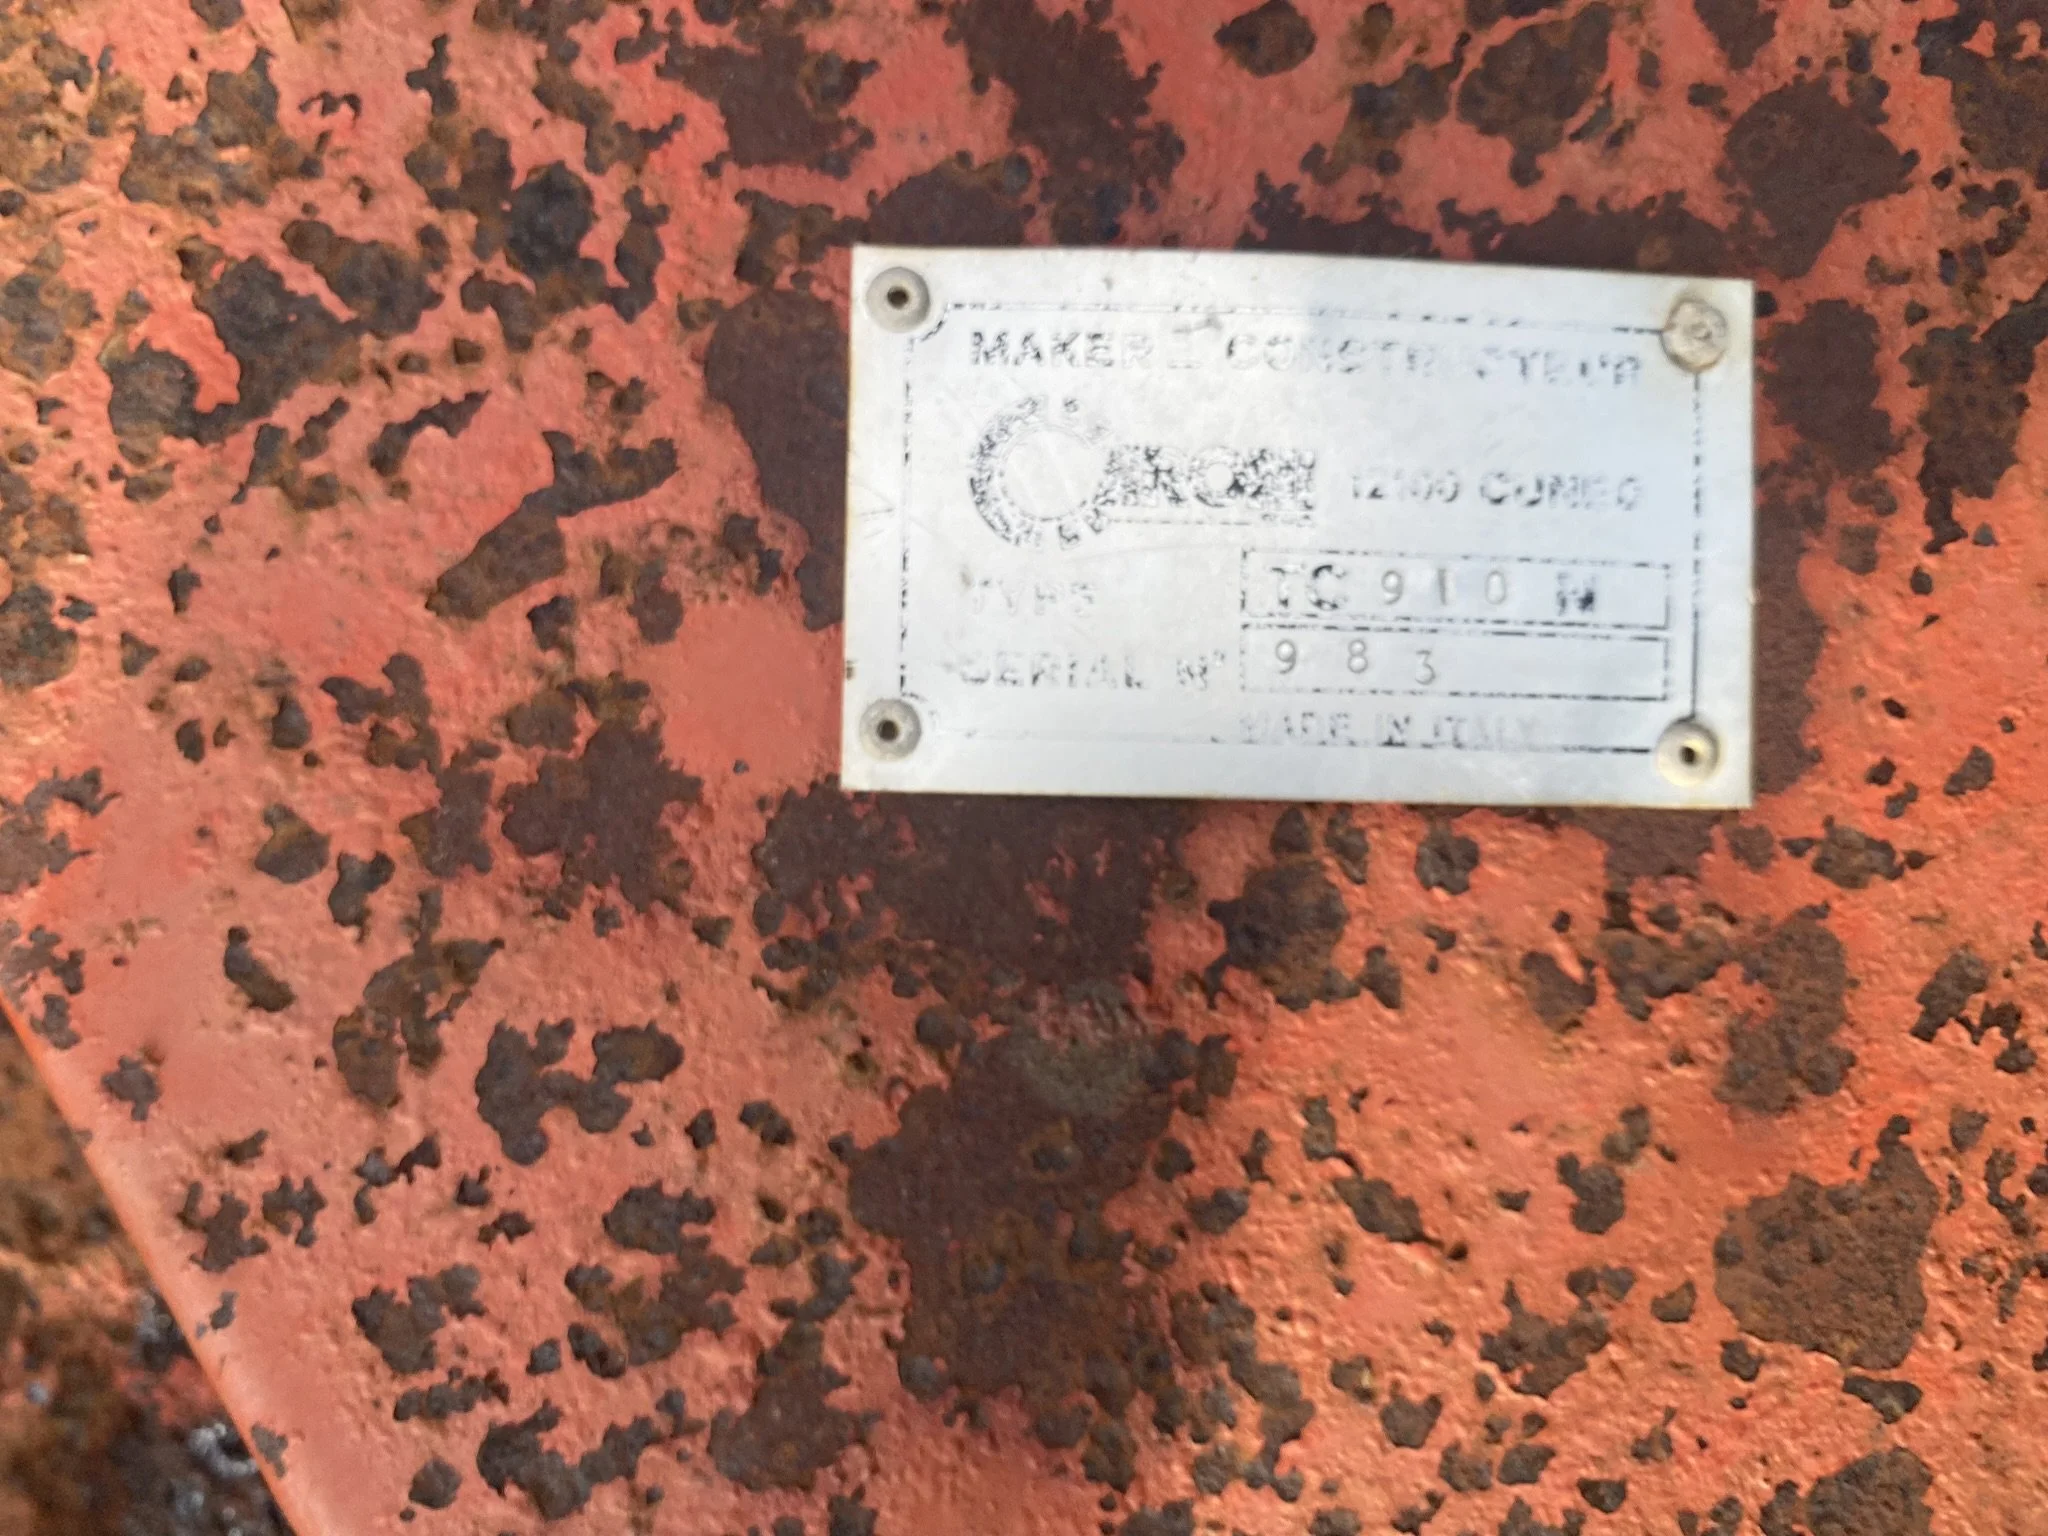 MAKER – CONSTRUCTEUR
12100 CUNEO
TYPE TC 910 N
SERIAL N° 983
MADE IN ITALY